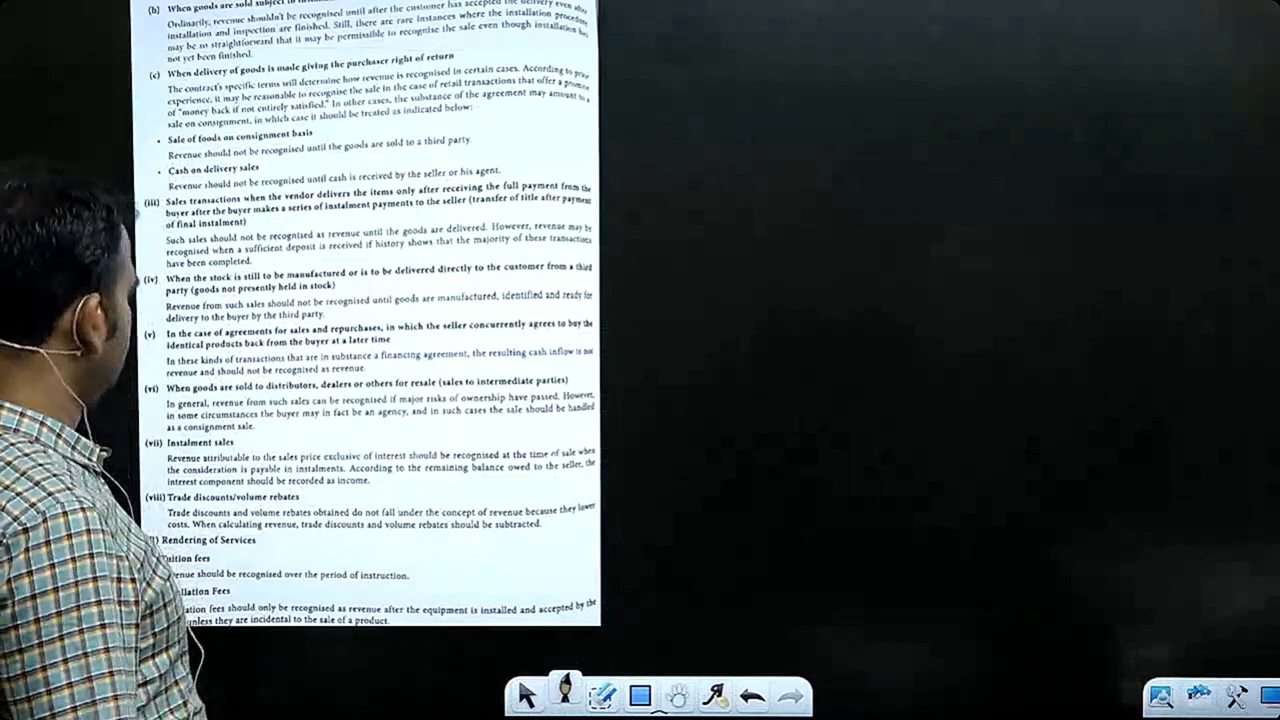 (b) When goods are sold subject to
Ordinarily, revenue shouldn't be recognised until after the customer has accepted the delivery even after
installation and inspection are finished. Still, there are rare instances where the installation procedure
may be so straightforward that it may be permissible to recognise the sale even though installation has
not yet been finished.
(c) When delivery of goods is made giving the purchaser right of return
The contract's specific terms will determine how revenue is recognised in certain cases. According to
experience, it may be reasonable to recognise the sale in the case of retail transactions that offer a promise
of "money back if not entirely satisfied." In other cases, the substance of the agreement may amount to a
sale on consignment, in which case it should be treated as indicated below:
• Sale of foods on consignment basis
Revenue should not be recognised until the goods are sold to a third party.
• Cash on delivery sales
Revenue should not be recognised until cash is received by the seller or his agent.
(iii) Sales transactions when the vendor delivers the items only after receiving the full payment from the
buyer after the buyer makes a series of instalment payments to the seller (transfer of title after payment
of final instalment)
Such sales should not be recognised as revenue until the goods are delivered. However, revenue may be
recognised when a sufficient deposit is received if history shows that the majority of these transactions
have been completed.
(iv) When the stock is still to be manufactured or is to be delivered directly to the customer from a third
party (goods not presently held in stock)
Revenue from such sales should not be recognised until goods are manufactured, identified and ready for
delivery to the buyer by the third party.
(v) In the case of agreements for sales and repurchases, in which the seller concurrently agrees to buy the
identical products back from the buyer at a later time
In these kinds of transactions that are in substance a financing agreement, the resulting cash inflow is not
revenue and should not be recognised as revenue.
(vi) When goods are sold to distributors, dealers or others for resale (sales to intermediate parties)
In general, revenue from such sales can be recognised if major risks of ownership have passed. However,
in some circumstances the buyer may in fact be an agency, and in such cases the sale should be handled
as a consignment sale.
(vii) Instalment sales
Revenue attributable to the sales price exclusive of interest should be recognised at the time of sale when
the consideration is payable in instalments. According to the remaining balance owed to the seller, the
interest component should be recorded as income.
(viii) Trade discounts/volume rebates
Trade discounts and volume rebates obtained do not fall under the concept of revenue because they lower
costs. When calculating revenue, trade discounts and volume rebates should be subtracted.
Rendering of Services
Tuition fees
should be recognised over the period of instruction.
Fees
fees should only be recognised as revenue after the equipment is installed and accepted by the
unless they are incidental to the sale of a product.